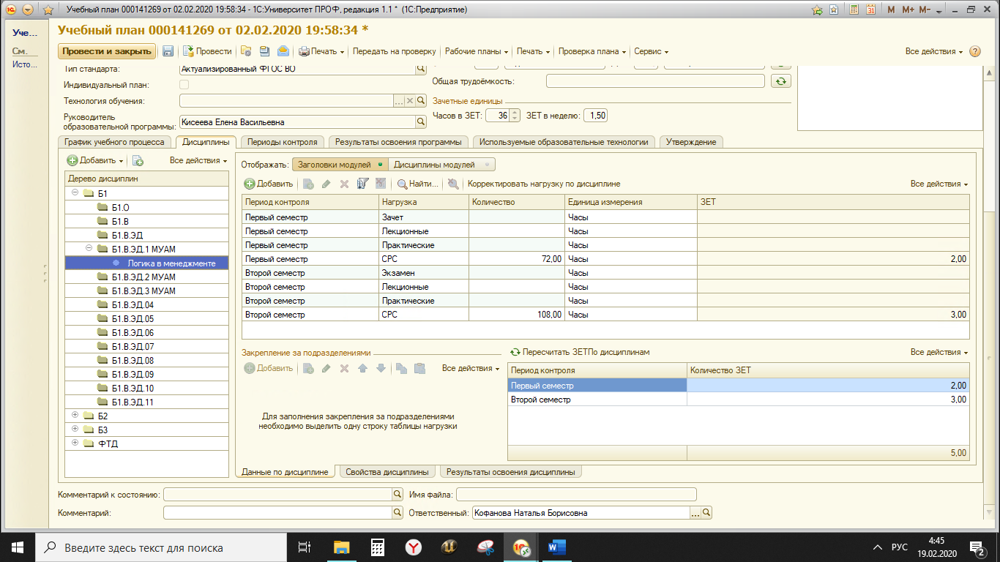 Учебный план 000141269 от 02.02.2020 19:58:34 - 1С:Университет ПРОФ, редакция 1.1 * (1С:Предприятие)
M M+ M-
Уче...
См.
Исто...
Учебный план 000141269 от 02.02.2020 19:58:34 *
Провести и закрыть Провести Печать Передать на проверку Рабочие планы Печать Проверка плана Сервис Все действия
Тип стандарта: Актуализированный ФГОС ВО
Общая трудоёмкость:
Индивидуальный план:
Технология обучения:
Зачетные единицы
Руководитель
образовательной программы: Кисеева Елена Васильевна
Часов в ЗЕТ: 36 ЗЕТ в неделю: 1,50
График учебного процесса Дисциплины Периоды контроля Результаты освоения программы Используемые образовательные технологии Утверждение
Добавить Все действия
Дерево дисциплин
Б1
Б1.О
Б1.В
Б1.В.ЭД
Б1.В.ЭД.1 МУАМ
Логика в менеджменте
Б1.В.ЭД.2 МУАМ
Б1.В.ЭД.3 МУАМ
Б1.В.ЭД.04
Б1.В.ЭД.05
Б1.В.ЭД.06
Б1.В.ЭД.07
Б1.В.ЭД.08
Б1.В.ЭД.09
Б1.В.ЭД.10
Б1.В.ЭД.11
Б2
Б3
ФТД
Отображать: Заголовки модулей Дисциплины модулей
Добавить Найти... Корректировать нагрузку по дисциплине Все действия
Период контроля Нагрузка Количество Единица измерения ЗЕТ
Первый семестр Зачет Часы
Первый семестр Лекционные Часы
Первый семестр Практические Часы
Первый семестр СРС 72,00 Часы 2,00
Второй семестр Экзамен Часы
Второй семестр Лекционные Часы
Второй семестр Практические Часы
Второй семестр СРС 108,00 Часы 3,00
Закрепление за подразделениями
Добавить Все действия
Для заполнения закрепления за подразделениями
необходимо выделить одну строку таблицы нагрузки
Пересчитать ЗЕТПо дисциплинам Все действия
Период контроля Количество ЗЕТ
Первый семестр 2,00
Второй семестр 3,00
5,00
Данные по дисциплине Свойства дисциплины Результаты освоения дисциплины
Комментарий к состоянию: Имя файла:
Комментарий: Ответственный: Кофанова Наталья Борисовна
Введите здесь текст для поиска
РУС
4:45
19.02.2020
2